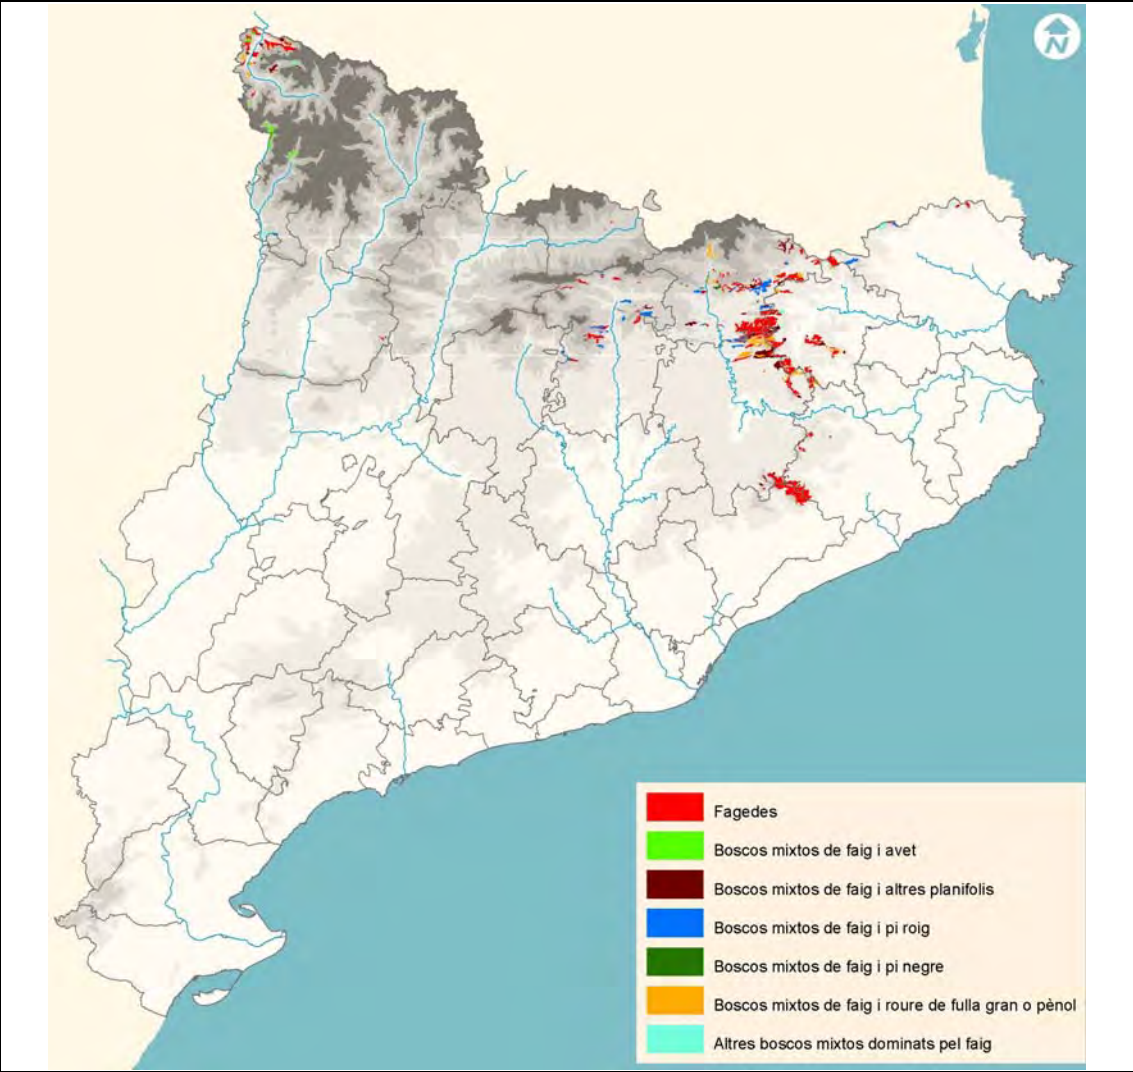 N
Fagedes
Boscos mixtos de faig i avet
Boscos mixtos de faig i altres planifolis
Boscos mixtos de faig i pi roig
Boscos mixtos de faig i pi negre
Boscos mixtos de faig i roure de fulla gran o pènol
Altres boscos mixtos dominats pel faig